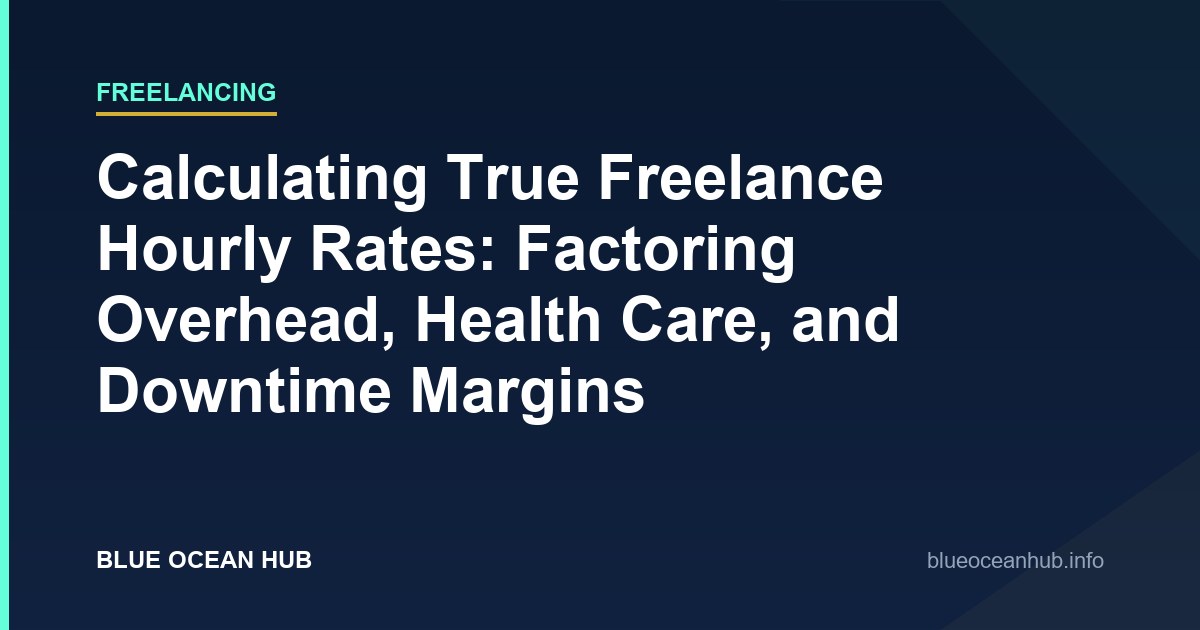 FREELANCING
Calculating True Freelance
Hourly Rates: Factoring
Overhead, Health Care, and
Downtime Margins
BLUE OCEAN HUB
blueoceanhub.info